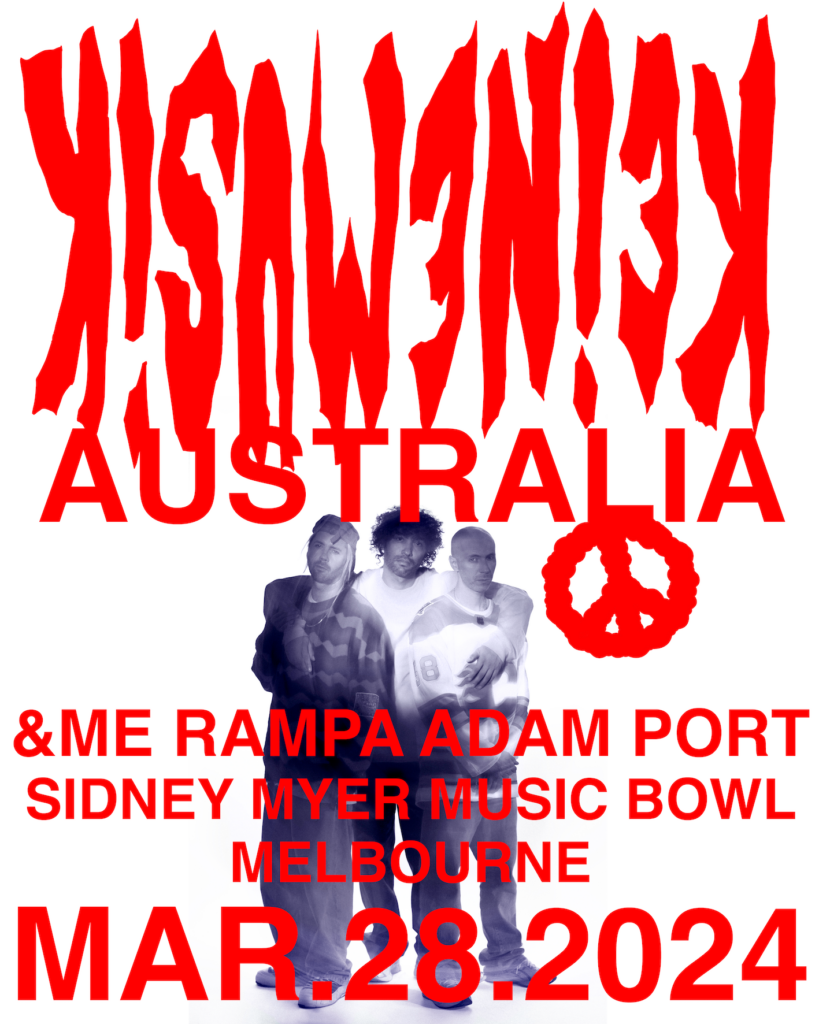 KEINEMUSIK
AUSTRALIA
&ME RAMPA ADAM PORT
SIDNEY MYER MUSIC BOWL
MELBOURNE
MAR.28.2024